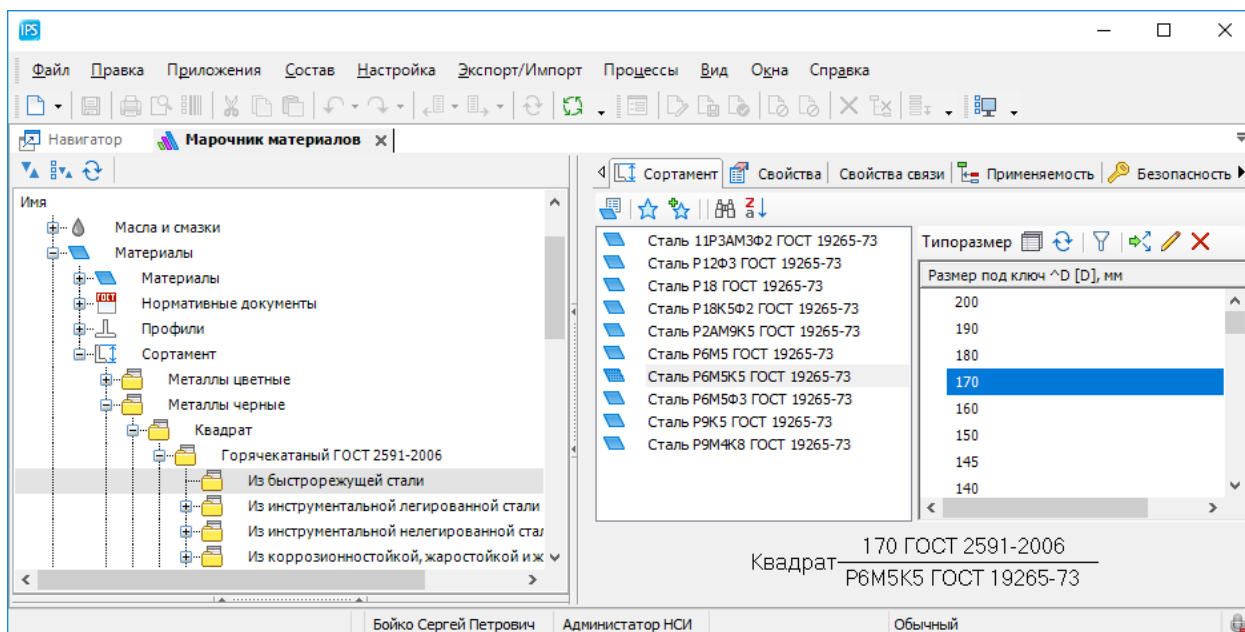 IPS
Файл Правка Приложения Состав Настройка Экспорт/Импорт Процессы Вид Окна Справка
Навигатор Марочник материалов
Сортамент Свойства Свойства связи Применяемость Безопасность
Имя
Масла и смазки
Материалы
Материалы
ГОСТ Нормативные документы
Профили
Сортамент
Металлы цветные
Металлы черные
Квадрат
Горячекатаный ГОСТ 2591-2006
Из быстрорежущей стали
Из инструментальной легированной стали
Из инструментальной нелегированной стал
Из коррозионностойкой, жаростойкой и ж
Сталь 11Р3АМ3Ф2 ГОСТ 19265-73
Сталь Р12Ф3 ГОСТ 19265-73
Сталь Р18 ГОСТ 19265-73
Сталь Р18К5Ф2 ГОСТ 19265-73
Сталь Р2АМ9К5 ГОСТ 19265-73
Сталь Р6М5 ГОСТ 19265-73
Сталь Р6М5К5 ГОСТ 19265-73
Сталь Р6М5Ф3 ГОСТ 19265-73
Сталь Р9К5 ГОСТ 19265-73
Сталь Р9М4К8 ГОСТ 19265-73
Типоразмер
Размер под ключ ^D [D], мм
200
190
180
170
160
150
145
140
170 ГОСТ 2591-2006
Квадрат
Р6М5К5 ГОСТ 19265-73
Бойко Сергей Петрович Администатор НСИ Обычный